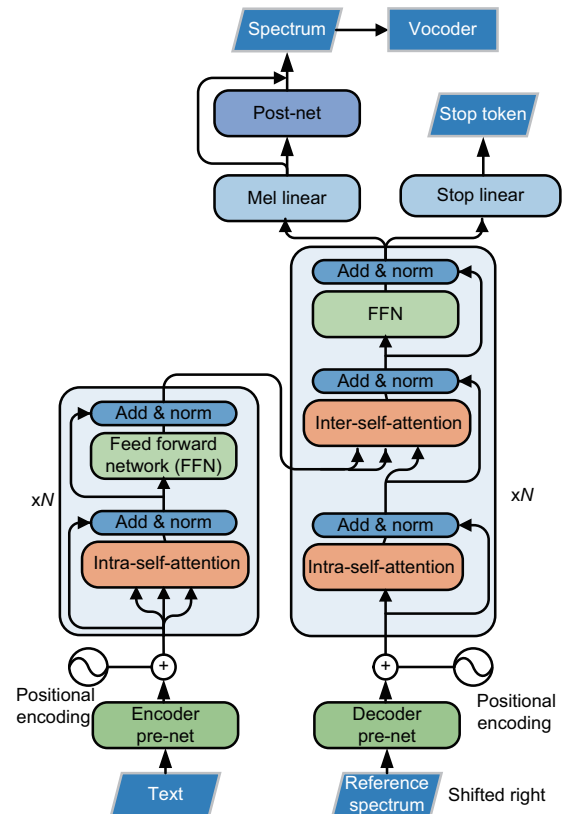 Spectrum
Vocoder
Post-net
Stop token
Mel linear
Stop linear
Add & norm
FFN
Add & norm
Inter-self-attention
Add & norm
Feed forward
network (FFN)
xN
xN
Add & norm
Intra-self-attention
Add & norm
Intra-self-attention
+
+
Positional
encoding
Positional
encoding
Encoder
pre-net
Decoder
pre-net
Text
Reference
spectrum
Shifted right